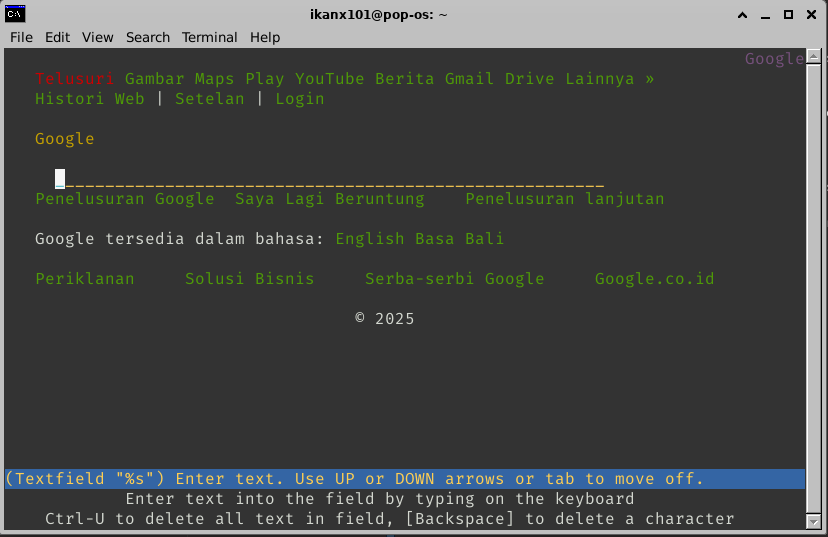 C:\
ikanx101@pop-os: ~
File Edit View Search Terminal Help
Google
Telusuri Gambar Maps Play YouTube Berita Gmail Drive Lainnya »
Histori Web | Setelan | Login
Google
_______________________________________________________
Penelusuran Google Saya Lagi Beruntung Penelusuran lanjutan
Google tersedia dalam bahasa: English Basa Bali
Periklanan Solusi Bisnis Serba-serbi Google Google.co.id
© 2025
(Textfield "%s") Enter text. Use UP or DOWN arrows or tab to move off.
Enter text into the field by typing on the keyboard
Ctrl-U to delete all text in field, [Backspace] to delete a character